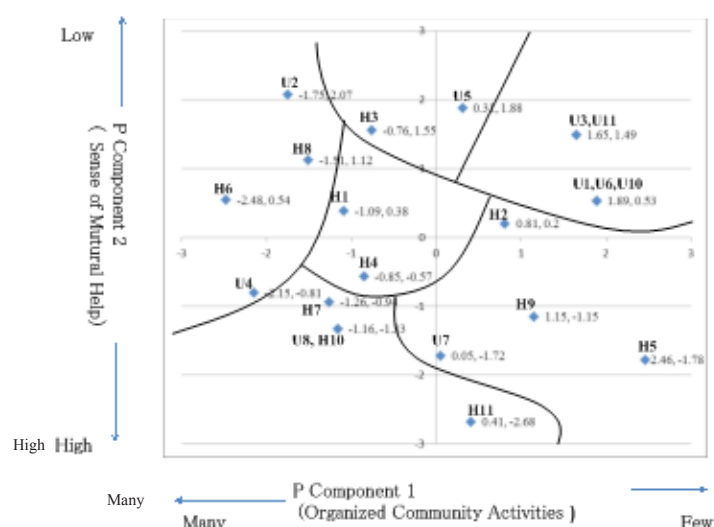 Low
P Component 2
( Sense of Mutural Help)
High High
3
2
U2
-1.75, 2.07
U5
0.32, 1.88
H3
-0.76, 1.55
U3,U11
1.65, 1.49
H8
-1.51, 1.12
1
H6
-2.48, 0.54
H1
-1.09, 0.38
U1,U6,U10
1.89, 0.53
H2
0.81, 0.2
-3 -2 -1 0 1 2 3
H4
-0.85, -0.57
U4
-2.15, -0.81
H7
-1.26, -0.94
-1
H9
1.15, -1.15
U8, H10
-1.16, -1.33
U7
0.05, -1.72
H5
2.46, -1.78
H11
0.41, -2.68
-3
Many
P Component 1
(Organized Community Activities )
Many
Few